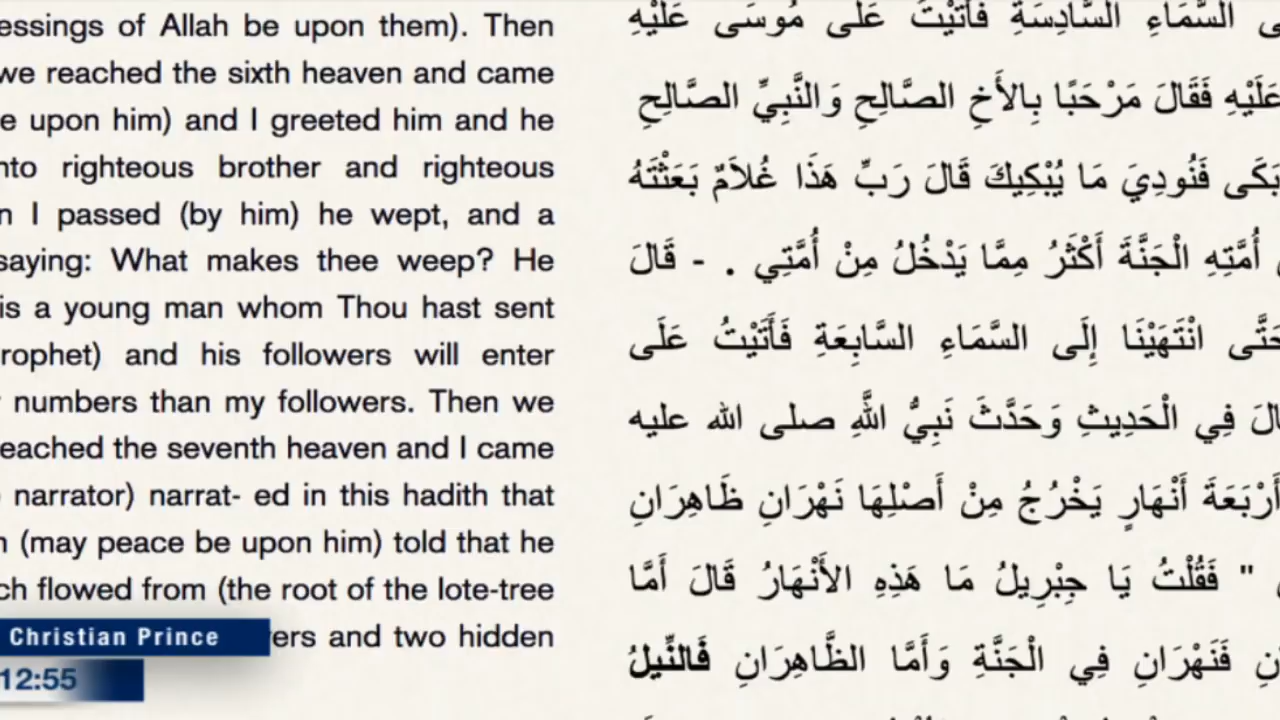 essings of Allah be upon them). Then
we reached the sixth heaven and came
e upon him) and I greeted him and he
nto righteous brother and righteous
n I passed (by him) he wept, and a
saying: What makes thee weep? He
is a young man whom Thou hast sent
rophet) and his followers will enter
numbers than my followers. Then we
eached the seventh heaven and I came
narrator) narrat- ed in this hadith that
(may peace be upon him) told that he
ch flowed from (the root of the lote-tree
ers and two hidden
السَّمَاءِ السَّادِسَةِ فَأَتَيْتُ عَلَى مُوسَى عَلَيْهِ
عَلَيْهِ فَقَالَ مَرْحَبًا بِالأَخِ الصَّالِحِ وَالنَّبِيِّ الصَّالِحِ
بَكَى فَنُودِيَ مَا يُبْكِيكَ قَالَ رَبِّ هَذَا غُلاَمٌ بَعَثْتَهُ
أُمَّتِهِ الْجَنَّةَ أَكْثَرُ مِمَّا يَدْخُلُ مِنْ أُمَّتِي . - قَالَ
حَتَّى انْتَهَيْنَا إِلَى السَّمَاءِ السَّابِعَةِ فَأَتَيْتُ عَلَى
الَ فِي الْحَدِيثِ وَحَدَّثَ نَبِيُّ اللَّهِ صلى الله عليه
أَرْبَعَةَ أَنْهَارٍ يَخْرُجُ مِنْ أَصْلِهَا نَهْرَانِ ظَاهِرَانِ
" فَقُلْتُ يَا جِبْرِيلُ مَا هَذِهِ الأَنْهَارُ قَالَ أَمَّا
نِ فَنَهْرَانِ فِي الْجَنَّةِ وَأَمَّا الظَّاهِرَانِ فَالنِّيلُ
Christian Prince
12:55